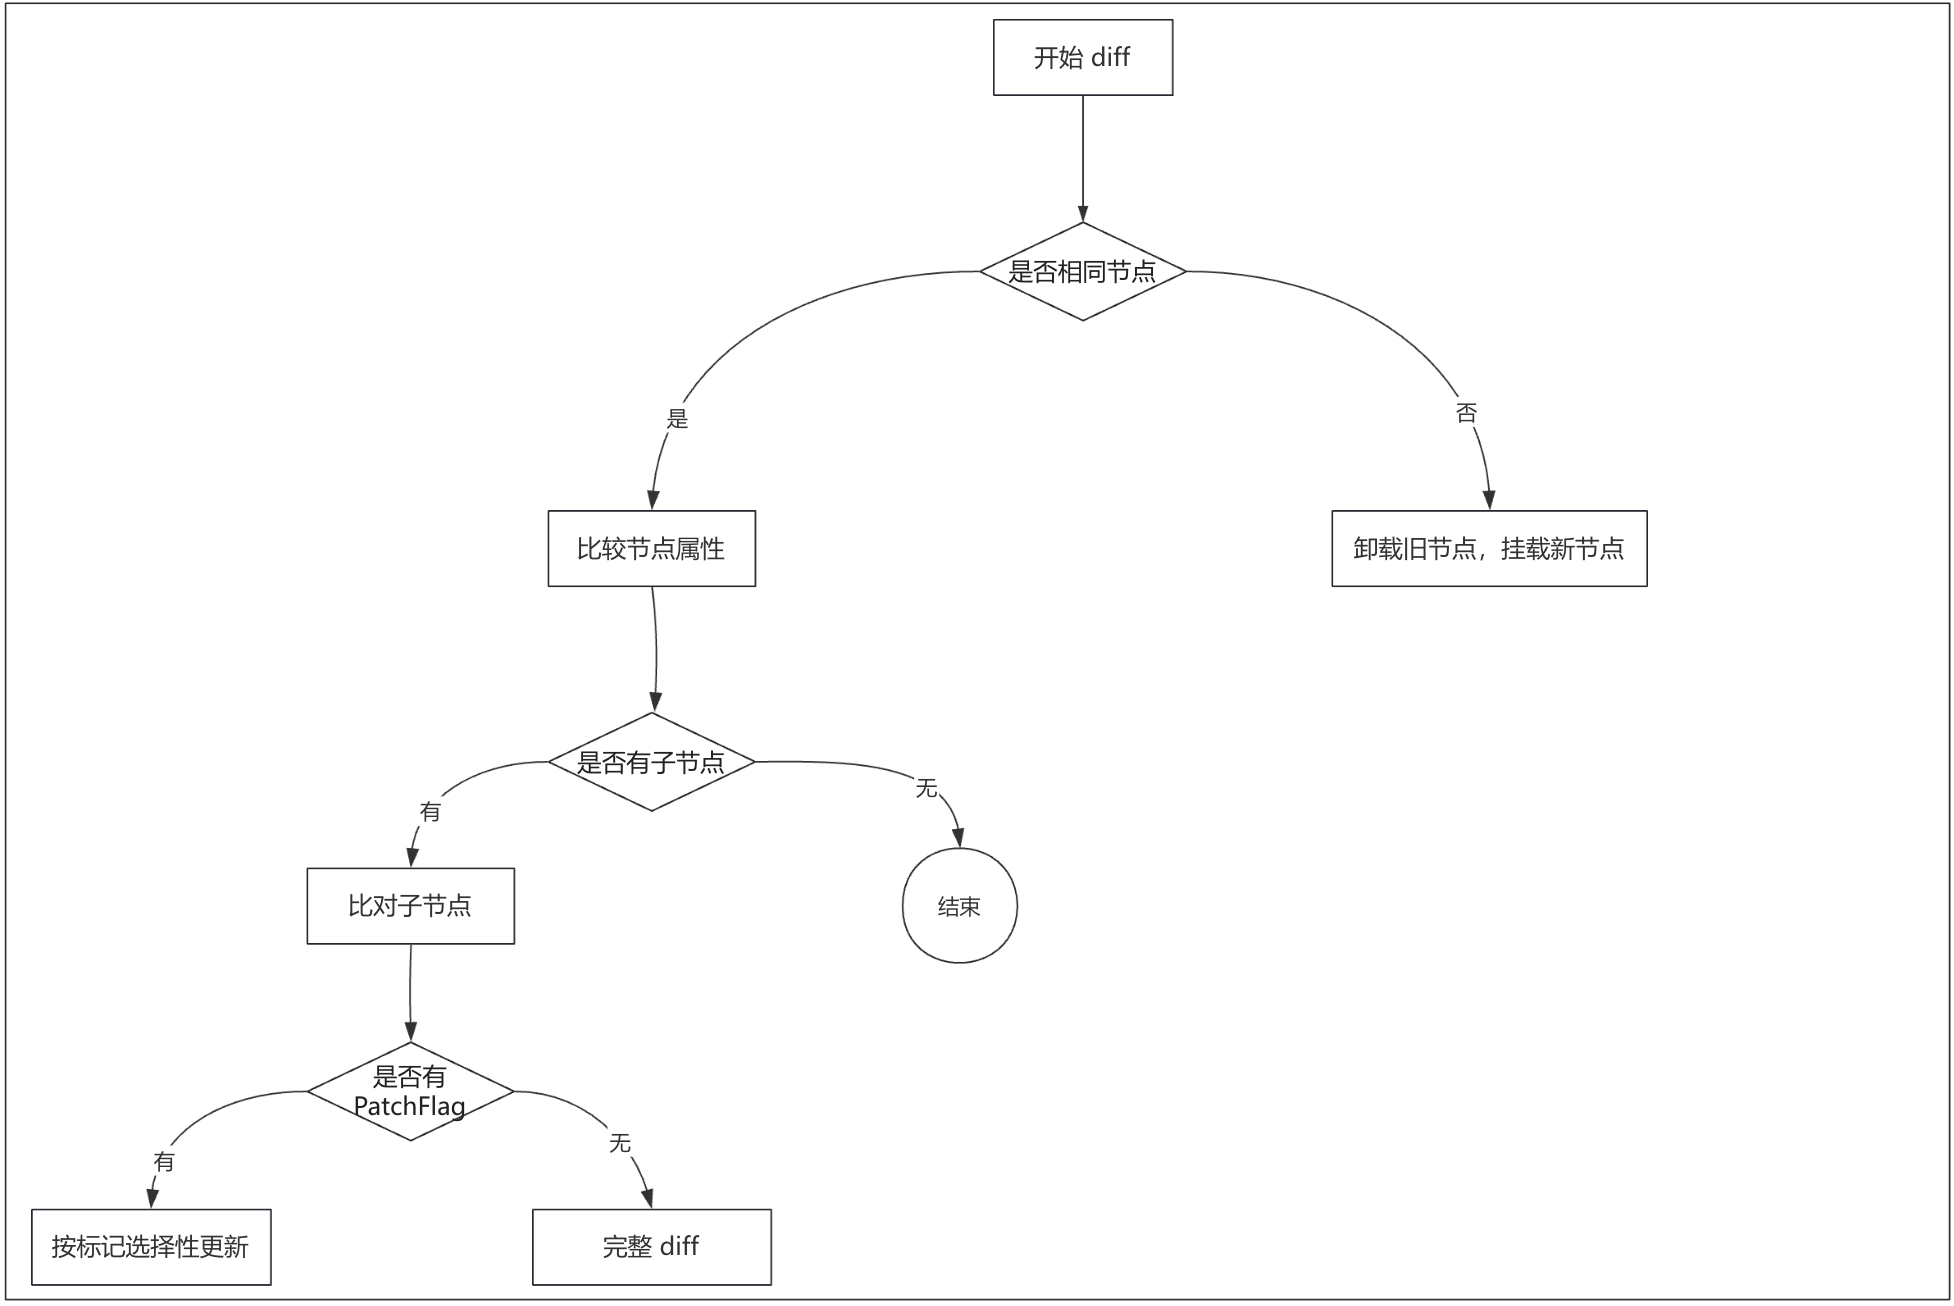 开始 diff
是否相同节点
是
否
比较节点属性
卸载旧节点，挂载新节点
是否有子节点
有
无
比对子节点
结束
是否有
PatchFlag
有
无
按标记选择性更新
完整 diff